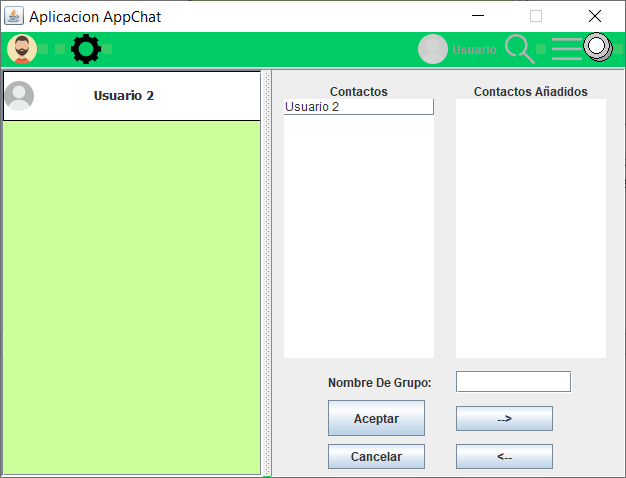 Aplicacion AppChat
Usuario
Usuario 2
Contactos
Contactos Añadidos
Usuario 2
Nombre De Grupo:
Aceptar
-->
Cancelar
<--